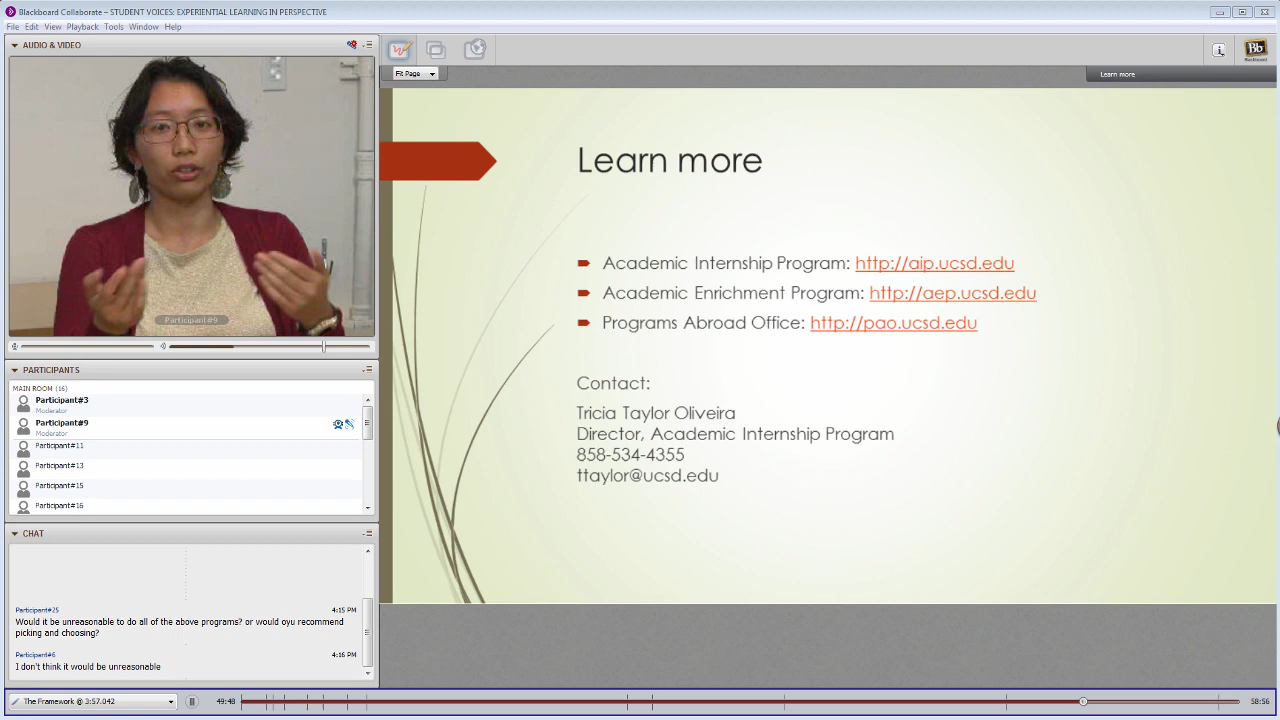 Blackboard Collaborate – STUDENT VOICES: EXPERIENTIAL LEARNING IN PERSPECTIVE
File Edit View Playback Tools Window Help
AUDIO & VIDEO
Participant#9
PARTICIPANTS
MAIN ROOM (16)
Participant#3
Moderator
Participant#9
Moderator
Participant#11
Participant#13
Participant#15
Participant#16
CHAT
Participant#25 4:15 PM
Would it be unreasonable to do all of the above programs? or would oyu recommend
picking and choosing?
Participant#6 4:16 PM
I don't think it would be unreasonable
Fit Page
Bb
Blackboard
Learn more
Learn more
Academic Internship Program: http://aip.ucsd.edu
Academic Enrichment Program: http://aep.ucsd.edu
Programs Abroad Office: http://pao.ucsd.edu
Contact:
Tricia Taylor Oliveira
Director, Academic Internship Program
858-534-4355
ttaylor@ucsd.edu
The Framework @ 3:57.042
49:48
58:56